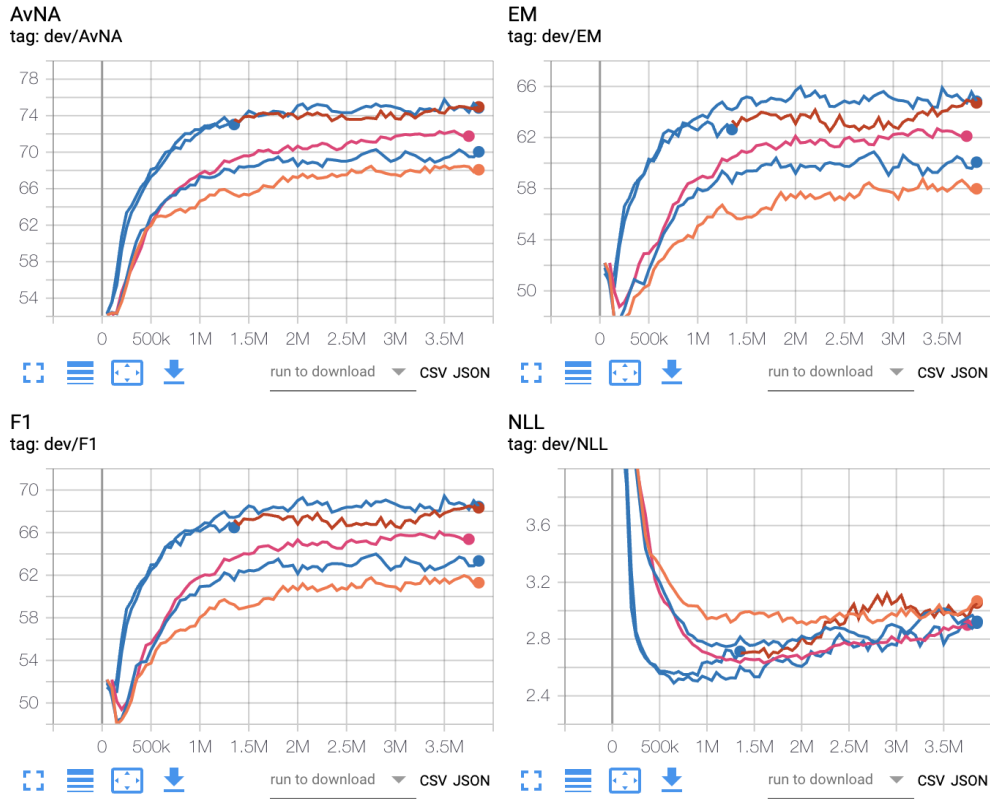 AvNA
tag: dev/AvNA
78
74
70
66
62
58
54
0 500k 1M 1.5M 2M 2.5M 3M 3.5M
run to download CSV JSON
EM
tag: dev/EM
66
62
58
54
50
0 500k 1M 1.5M 2M 2.5M 3M 3.5M
run to download CSV JSON
F1
tag: dev/F1
70
66
62
58
54
50
0 500k 1M 1.5M 2M 2.5M 3M 3.5M
run to download CSV JSON
NLL
tag: dev/NLL
3.6
3.2
2.8
2.4
0 500k 1M 1.5M 2M 2.5M 3M 3.5M
run to download CSV JSON